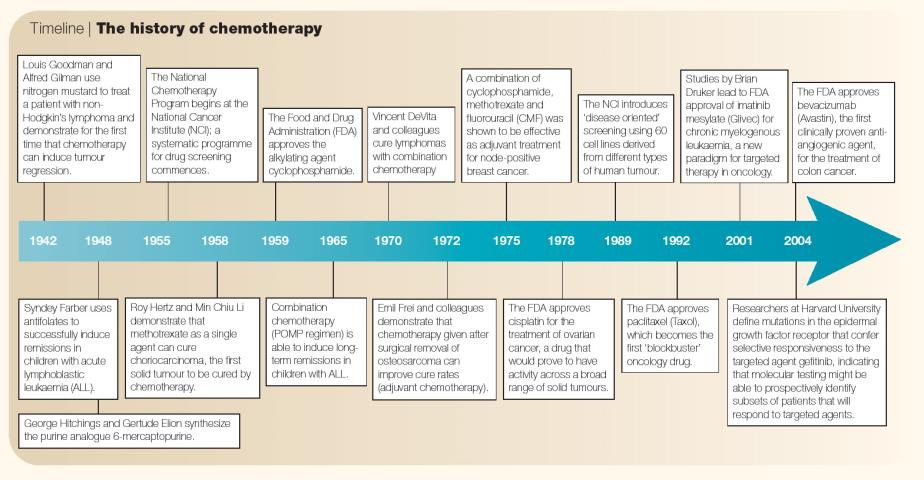 Timeline | The history of chemotherapy
Louis Goodman and
Alfred Gilman use
nitrogen mustard to treat
a patient with non-
Hodgkin's lymphoma and
demonstrate for the first
time that chemotherapy
can induce tumour
regression.
The National
Chemotherapy
Program begins at the
National Cancer
Institute (NCI); a
systematic programme
for drug screening
commences.
The Food and Drug
Administration (FDA)
approves the
alkylating agent
cyclophosphamide.
Vincent DeVita
and colleagues
cure lymphomas
with combination
chemotherapy
A combination of
cyclophosphamide,
methotrexate and
fluorouracil (CMF) was
shown to be effective
as adjuvant treatment
for node-positive
breast cancer.
The NCI introduces
'disease oriented'
screening using 60
cell lines derived
from different types
of human tumour.
Studies by Brian
Druker lead to FDA
approval of imatinib
mesylate (Glivec) for
chronic myelogenous
leukaemia, a new
paradigm for targeted
therapy in oncology.
The FDA approves
bevacizumab
(Avastin), the first
clinically proven anti-
angiogenic agent,
for the treatment of
colon cancer.
1942 1948 1955 1958 1959 1965 1970 1972 1975 1978 1989 1992 2001 2004
Syndey Farber uses
antifolates to
successfully induce
remissions in
children with acute
lymphoblastic
leukaemia (ALL).
Roy Hertz and Min Chiu Li
demonstrate that
methotrexate as a single
agent can cure
choriocarcinoma, the first
solid tumour to be cured by
chemotherapy.
Combination
chemotherapy
(POMP regimen) is
able to induce long-
term remissions in
children with ALL.
Emil Frei and colleagues
demonstrate that
chemotherapy given after
surgical removal of
osteosarcoma can
improve cure rates
(adjuvant chemotherapy).
The FDA approves
cisplatin for the
treatment of ovarian
cancer, a drug that
would prove to have
activity across a broad
range of solid tumours.
The FDA approves
paclitaxel (Taxol),
which becomes the
first 'blockbuster'
oncology drug.
Researchers at Harvard University
define mutations in the epidermal
growth factor receptor that confer
selective responsiveness to the
targeted agent gefitinib, indicating
that molecular testing might be
able to prospectively identify
subsets of patients that will
respond to targeted agents.
George Hitchings and Gertude Elion synthesize
the purine analogue 6-mercaptopurine.